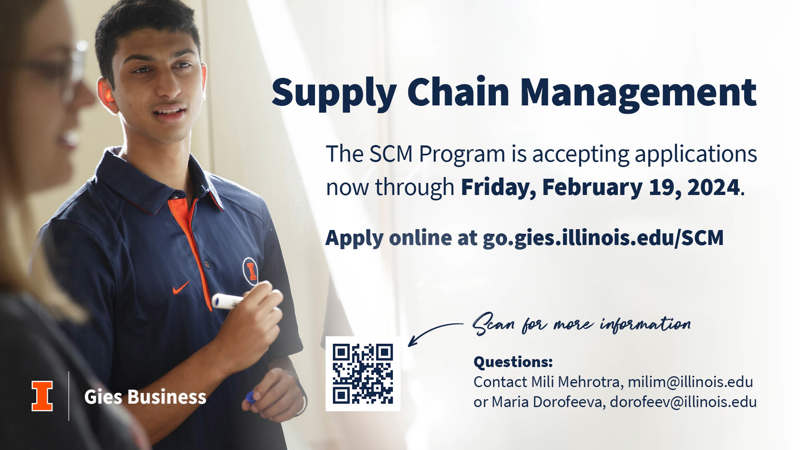 Supply Chain Management
The SCM Program is accepting applications
now through Friday, February 19, 2024.
Apply online at go.gies.illinois.edu/SCM
Scan for more information
Questions:
Contact Mili Mehrotra, milim@illinois.edu
or Maria Dorofeeva, dorofeev@illinois.edu
I
Gies Business